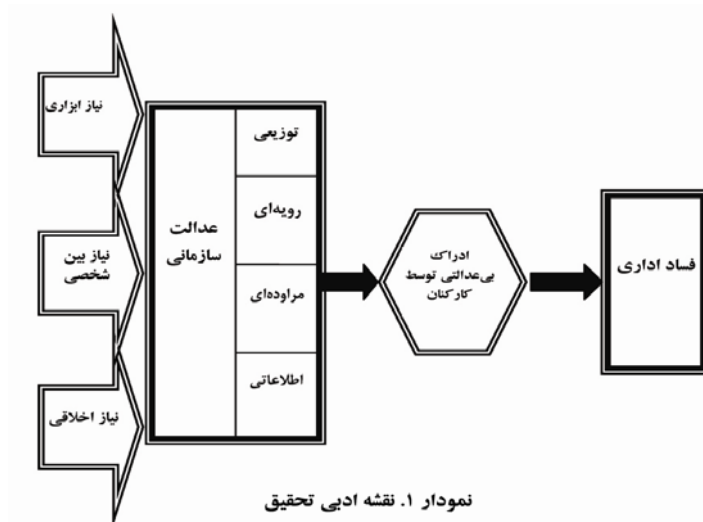 نیاز ابزاری
نیاز بین
شخصی
نیاز اخلاقی
عدالت
سازمانی
توزیعی
رویه‌ای
مراوده‌ای
اطلاعاتی
ادراک
بی‌عدالتی توسط
کارکنان
فساد اداری
نمودار ۱. نقشه ادبی تحقیق